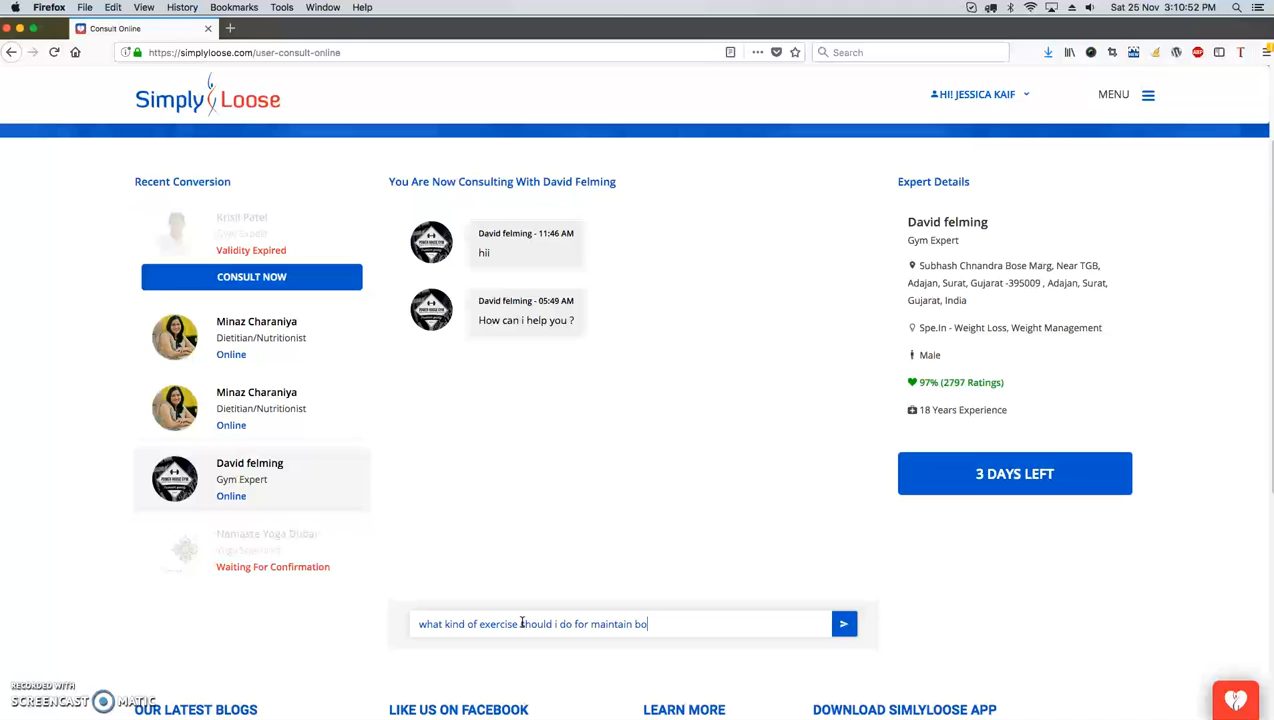 Firefox File Edit View History Bookmarks Tools Window Help Sat 25 Nov 3:10:52 PM
Consult Online
https://simplyloose.com/user-consult-online
Search
Simply Loose
HI! JESSICA KAIF
MENU
Recent Conversion
Krisil Patel
Validity Expired
CONSULT NOW
Minaz Charaniya
Dietitian/Nutritionist
Online
Minaz Charaniya
Dietitian/Nutritionist
Online
David felming
Gym Expert
Online
Namaste Yoga Dubai
Waiting For Confirmation
You Are Now Consulting With David Felming
David felming - 11:46 AM
hii
David felming - 05:49 AM
How can i help you ?
what kind of exercise should i do for maintain bo
Expert Details
David felming
Gym Expert
Subhash Chnandra Bose Marg, Near TGB,
Adajan, Surat, Gujarat -395009 , Adajan, Surat,
Gujarat, India
Spe.In - Weight Loss, Weight Management
Male
97% (2797 Ratings)
18 Years Experience
3 DAYS LEFT
RECORDED WITH
SCREENCAST MATIC
OUR LATEST BLOGS
LIKE US ON FACEBOOK
LEARN MORE
DOWNLOAD SIMLYLOOSE APP